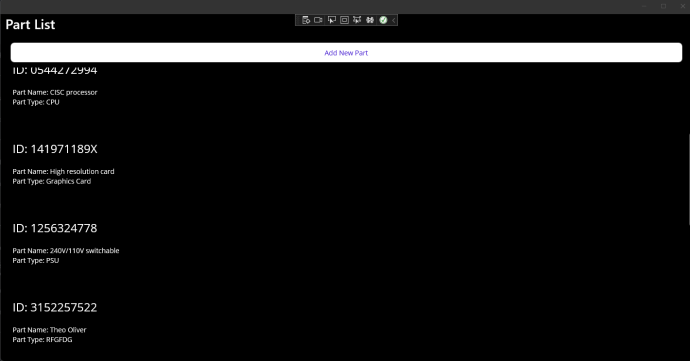 Part List
Add New Part
ID: 0544272994
Part Name: CISC processor
Part Type: CPU
ID: 141971189X
Part Name: High resolution card
Part Type: Graphics Card
ID: 1256324778
Part Name: 240V/110V switchable
Part Type: PSU
ID: 3152257522
Part Name: Theo Oliver
Part Type: RFGFDG